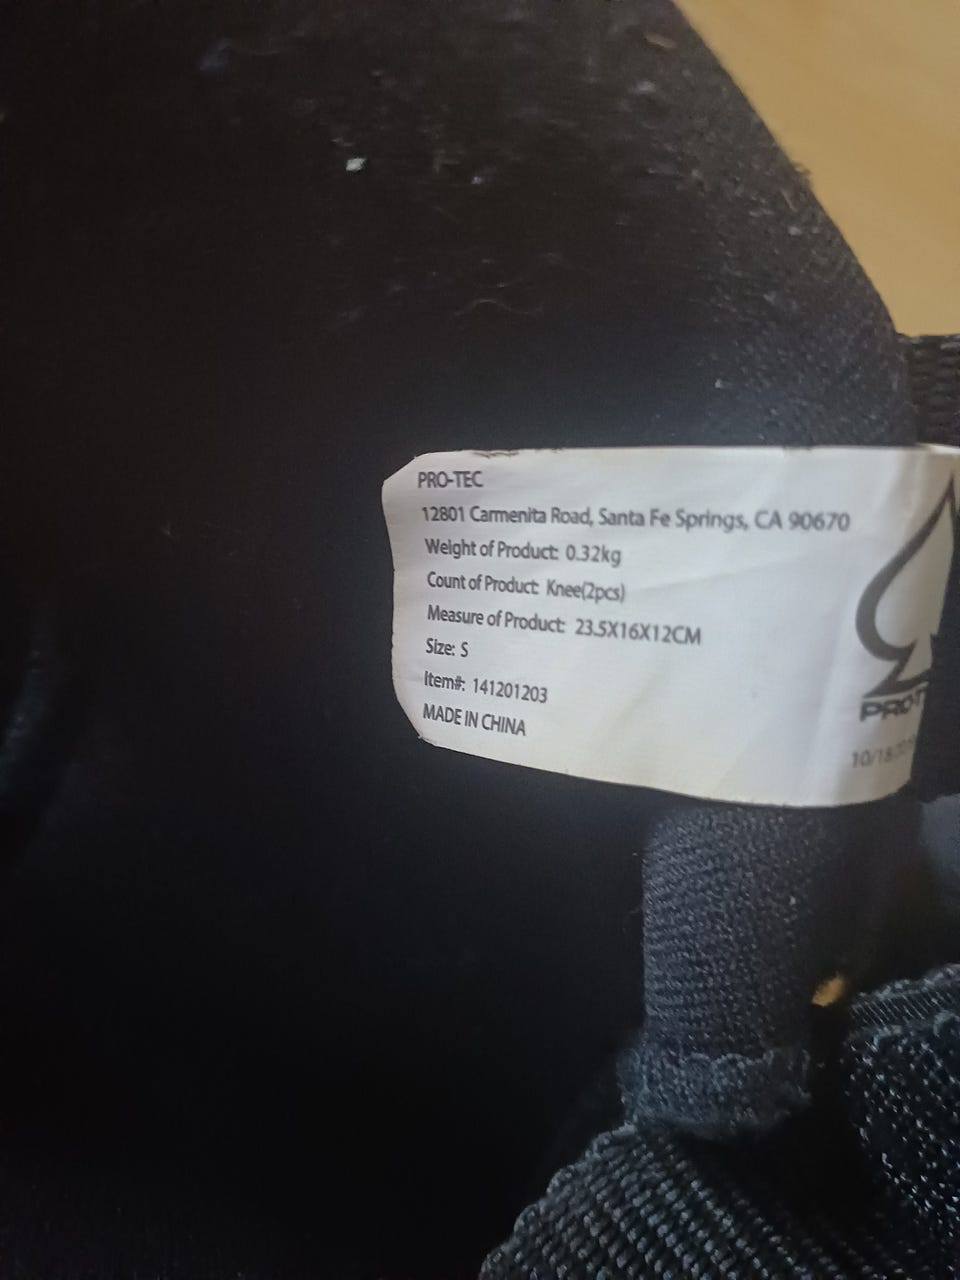 PRO-TEC
12801 Carmenita Road, Santa Fe Springs, CA 90670
Weight of Product: 0.32kg
Count of Product: Knee(2pcs)
Measure of Product: 23.5X16X12CM
Size: S
Item#: 141201203
MADE IN CHINA